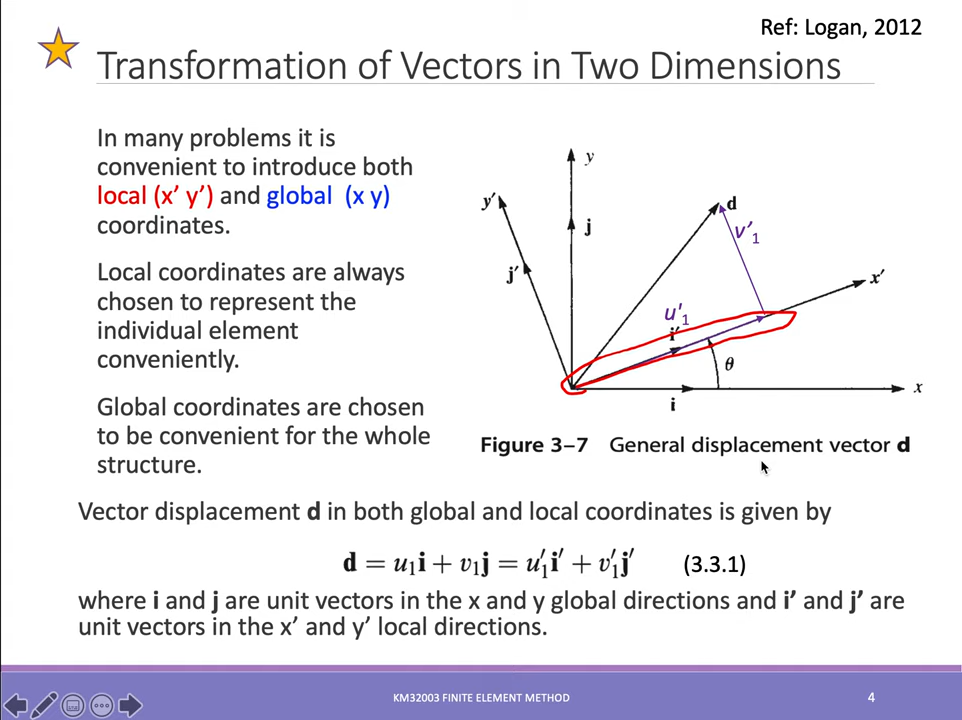 Ref: Logan, 2012
Transformation of Vectors in Two Dimensions
In many problems it is
convenient to introduce both
local (x’ y’) and global (x y)
coordinates.
Local coordinates are always
chosen to represent the
individual element
conveniently.
Global coordinates are chosen
to be convenient for the whole
structure.
y
y′
d
j
v′₁
j′
x′
u′₁
i′
θ
x
i
Figure 3–7 General displacement vector d
Vector displacement d in both global and local coordinates is given by
d = u₁i + v₁j = u′₁i′ + v′₁j′ (3.3.1)
where i and j are unit vectors in the x and y global directions and i’ and j’ are
unit vectors in the x’ and y’ local directions.
KM32003 FINITE ELEMENT METHOD
4